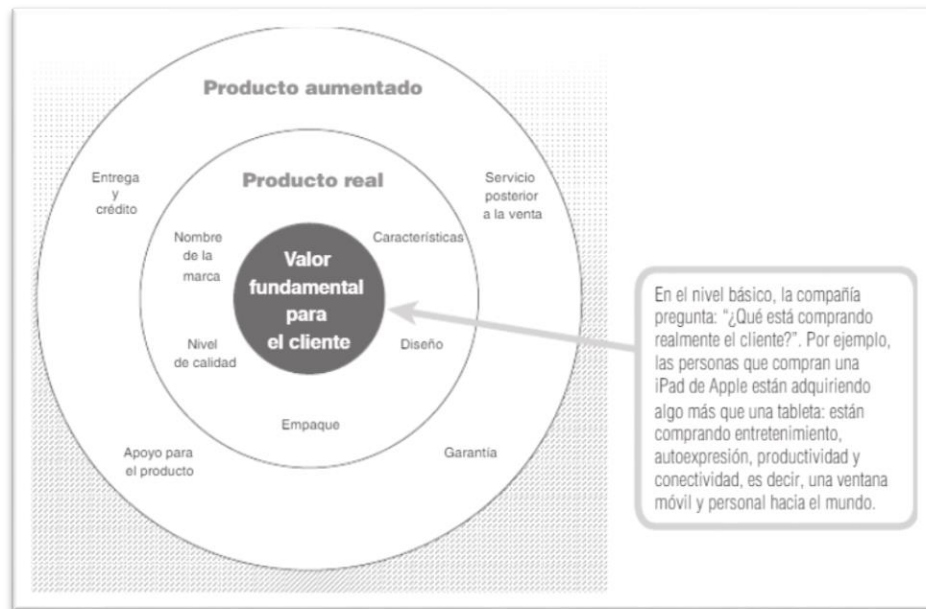 Producto aumentado
Entrega
y
crédito
Producto real
Servicio
posterior
a la venta
Nombre
de la
marca
Características
Valor
fundamental
para
el cliente
Nivel
de calidad
Diseño
Empaque
Apoyo para
el producto
Garantía
En el nivel básico, la compañía
pregunta: “¿Qué está comprando
realmente el cliente?”. Por ejemplo,
las personas que compran una
iPad de Apple están adquiriendo
algo más que una tableta: están
comprando entretenimiento,
autoexpresión, productividad y
conectividad, es decir, una ventana
móvil y personal hacia el mundo.